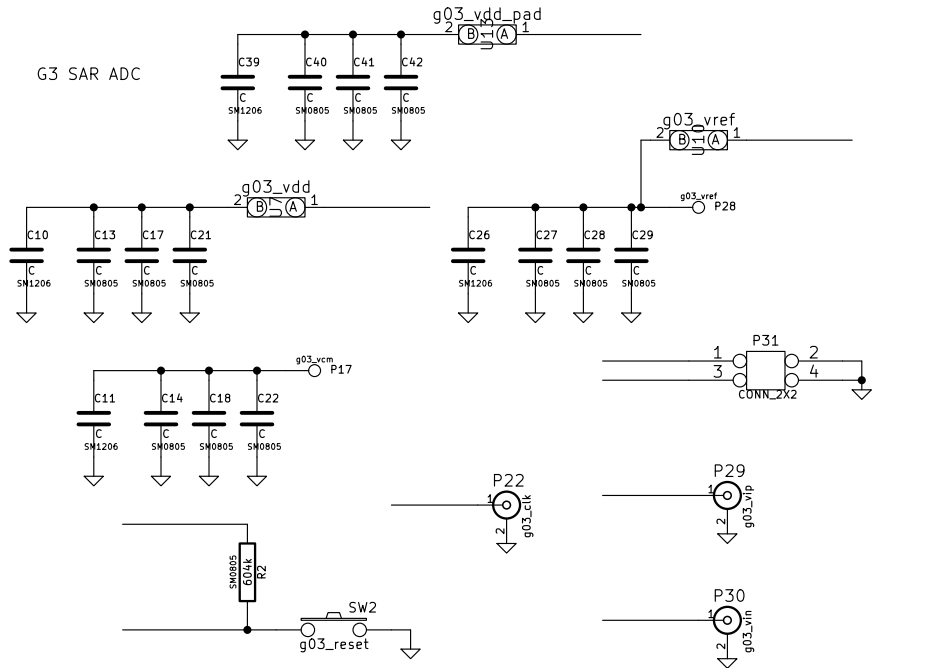 g03_vdd_pad
2 B U13 A 1
G3 SAR ADC
C39 C40 C41 C42
C C C C
SM1206 SM0805 SM0805 SM0805
g03_vref
2 B U10 A 1
g03_vdd
2 B U7 A 1
g03_vref
P28
C10 C13 C17 C21
C C C C
SM1206 SM0805 SM0805 SM0805
C26 C27 C28 C29
C C C C
SM1206 SM0805 SM0805 SM0805
P31
1 2
3 4
CONN_2X2
g03_vcm
P17
C11 C14 C18 C22
C C C C
SM1206 SM0805 SM0805 SM0805
P22
1
2
g03_clk
P29
1
2
g03_vip
SM0805
604k
R2
SW2
g03_reset
P30
1
2
g03_vin